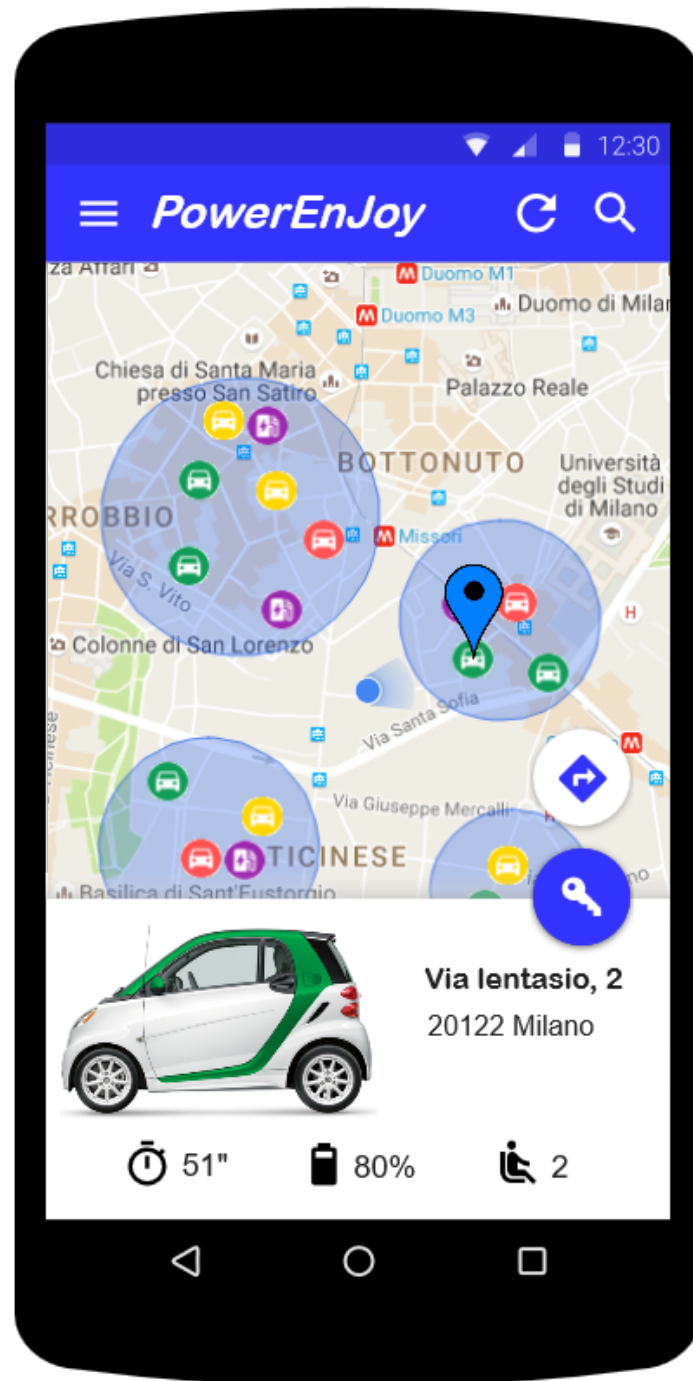 12:30
PowerEnJoy
za Affari
M Duomo M1
M Duomo M3
Duomo di Milar
Chiesa di Santa Maria
presso San Satiro
Palazzo Reale
BOTTONUTO
Università
degli Studi
di Milano
RROBBIO
M Missori
Via S. Vito
H
Colonne di San Lorenzo
Via Santa Sofia
M
Via Giuseppe Mercalli
TICINESE
Basilica di Sant'Eustorgio
Via lentasio, 2
20122 Milano
51"
80%
2